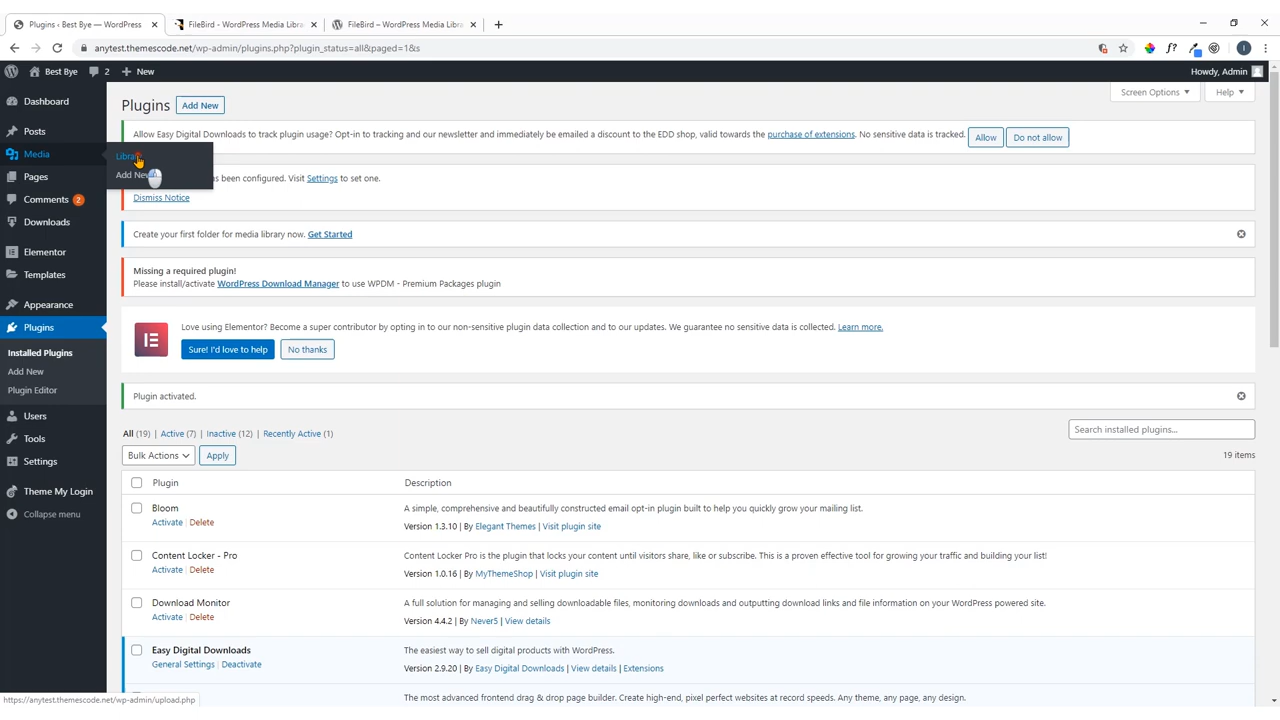 Plugins ‹ Best Bye — WordPress
FileBird - WordPress Media Libra
FileBird – WordPress Media Libra
anytest.themescode.net/wp-admin/plugins.php?plugin_status=all&paged=1&s
Best Bye
2
New
Howdy, Admin
Dashboard
Posts
Media
Pages
Comments 2
Downloads
Elementor
Templates
Appearance
Plugins
Installed Plugins
Add New
Plugin Editor
Users
Tools
Settings
Theme My Login
Collapse menu
Library
Add New
Plugins
Add New
Screen Options
Help
Allow Easy Digital Downloads to track plugin usage? Opt-in to tracking and our newsletter and immediately be emailed a discount to the EDD shop, valid towards the purchase of extensions. No sensitive data is tracked.
Allow
Do not allow
been configured. Visit Settings to set one.
Dismiss Notice
Create your first folder for media library now. Get Started
Missing a required plugin!
Please install/activate WordPress Download Manager to use WPDM - Premium Packages plugin
Love using Elementor? Become a super contributor by opting in to our non-sensitive plugin data collection and to our updates. We guarantee no sensitive data is collected. Learn more.
Sure! I'd love to help
No thanks
Plugin activated.
All (19) | Active (7) | Inactive (12) | Recently Active (1)
Search installed plugins...
Bulk Actions
Apply
19 items
Plugin
Description
Bloom
A simple, comprehensive and beautifully constructed email opt-in plugin built to help you quickly grow your mailing list.
Activate | Delete
Version 1.3.10 | By Elegant Themes | Visit plugin site
Content Locker - Pro
Content Locker Pro is the plugin that locks your content until visitors share, like or subscribe. This is a proven effective tool for growing your traffic and building your list!
Activate | Delete
Version 1.0.16 | By MyThemeShop | Visit plugin site
Download Monitor
A full solution for managing and selling downloadable files, monitoring downloads and outputting download links and file information on your WordPress powered site.
Activate | Delete
Version 4.4.2 | By Never5 | View details
Easy Digital Downloads
The easiest way to sell digital products with WordPress.
General Settings | Deactivate
Version 2.9.20 | By Easy Digital Downloads | View details | Extensions
The most advanced frontend drag & drop page builder. Create high-end, pixel perfect websites at record speeds. Any theme, any page, any design.
https://anytest.themescode.net/wp-admin/upload.php